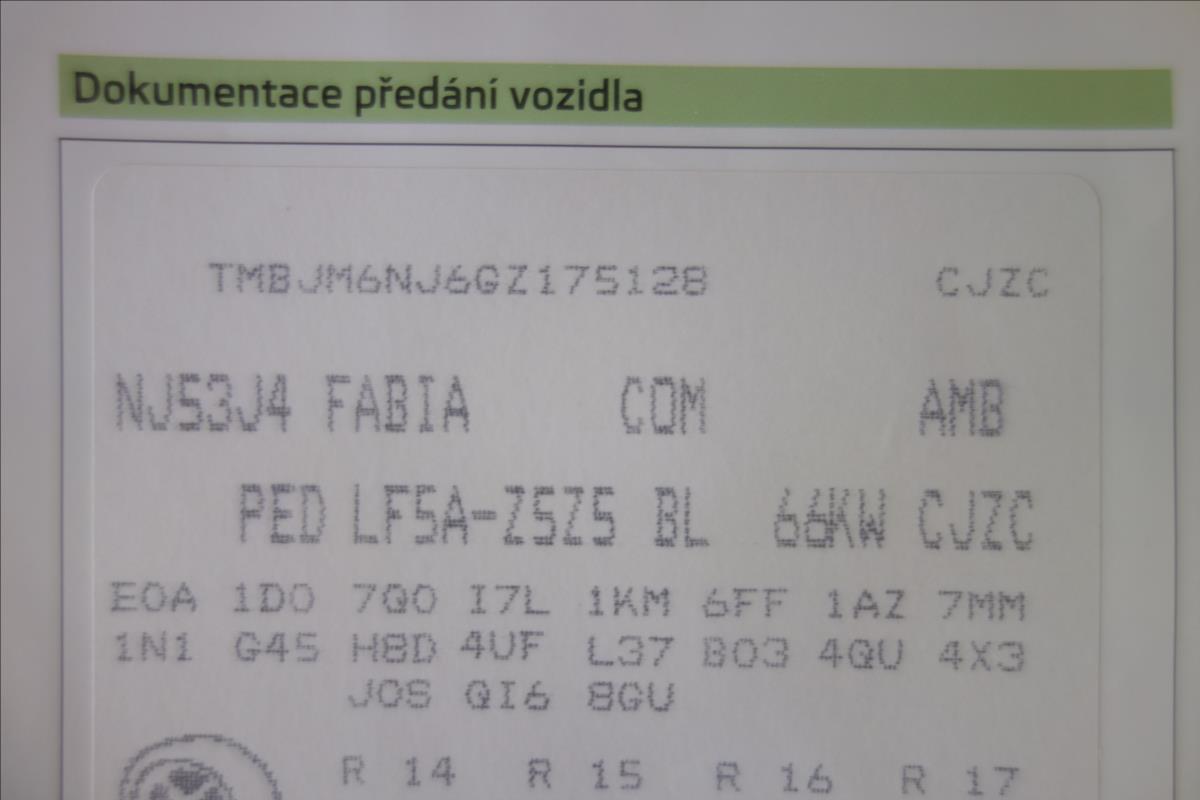 Dokumentace předání vozidla
TMBJM6NJ6GZ175128 CJZC
NJ53J4 FABIA COM AMB
PED LF5A-Z5Z5 BL 66KW CJZC
E0A 1D0 7Q0 I7L 1KM 6FF 1AZ 7MM
1N1 G45 H8D 4UF L37 B03 4QU 4X3
J0S QI6 8GU
R 14 R 15 R 16 R 17